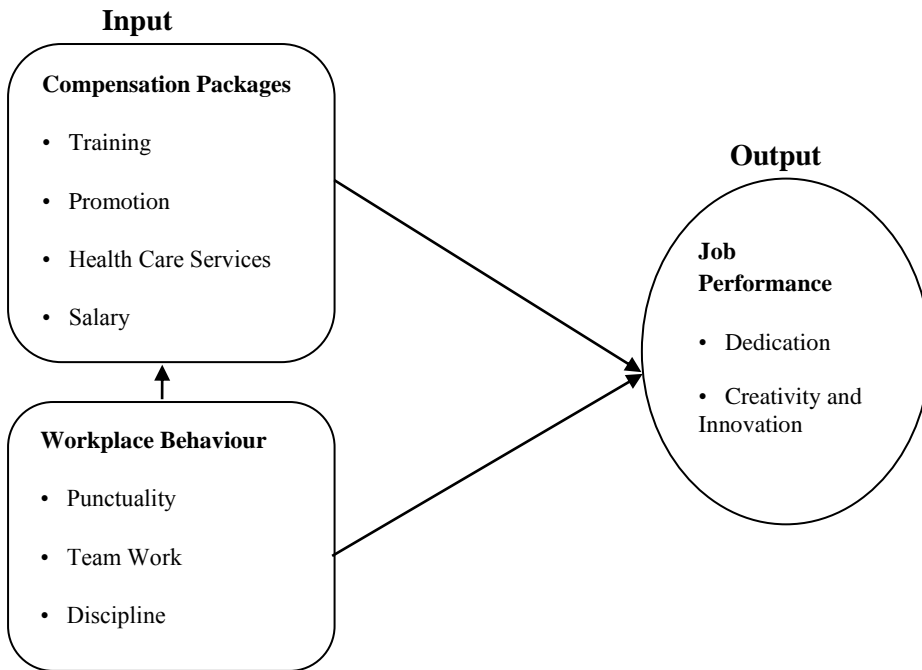 Input
Compensation Packages
• Training
• Promotion
• Health Care Services
• Salary
Workplace Behaviour
• Punctuality
• Team Work
• Discipline
Output
Job
Performance
• Dedication
• Creativity and
Innovation